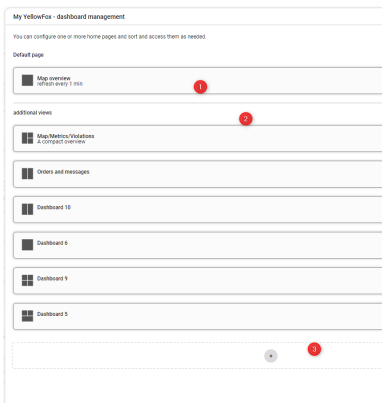 My YellowFox - dashboard management
You can configure one or more home pages and sort and access them as needed.
Default page
Map overview
refresh every 1 min
1
additional views
2
Map/Metrics/Violations
A compact overview
Orders and messages
Dashboard 10
Dashboard 6
Dashboard 9
Dashboard 5
+
3